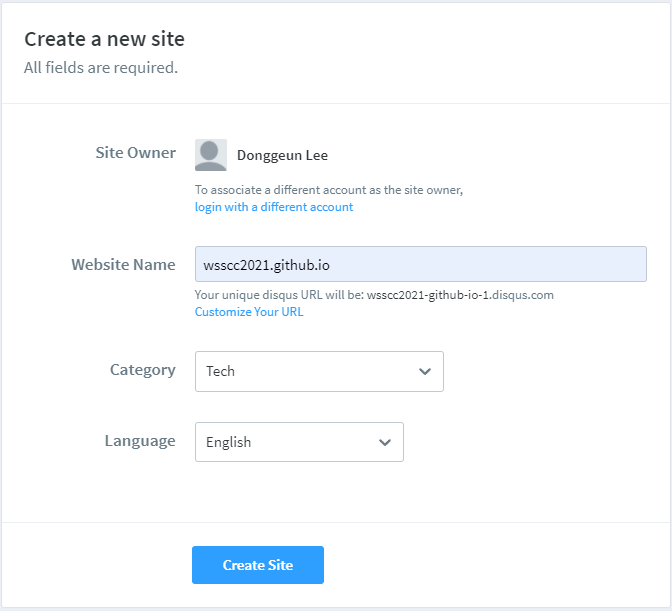 Create a new site
All fields are required.
Site Owner
Donggeun Lee
To associate a different account as the site owner,
login with a different account
Website Name
wsscc2021.github.io
Your unique disqus URL will be: wsscc2021-github-io-1.disqus.com
Customize Your URL
Category
Tech
Language
English
Create Site